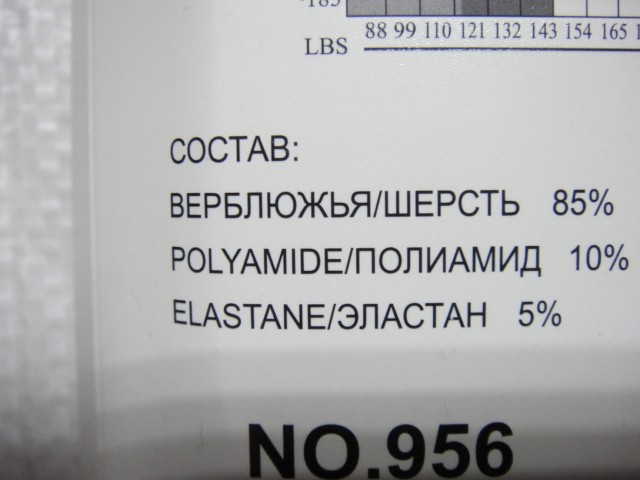 185
88 99 110 121 132 143 154 165
LBS
СОСТАВ:
ВЕРБЛЮЖЬЯ/ШЕРСТЬ 85%
POLYAMIDE/ПОЛИАМИД 10%
ELASTANE/ЭЛАСТАН 5%
NO.956